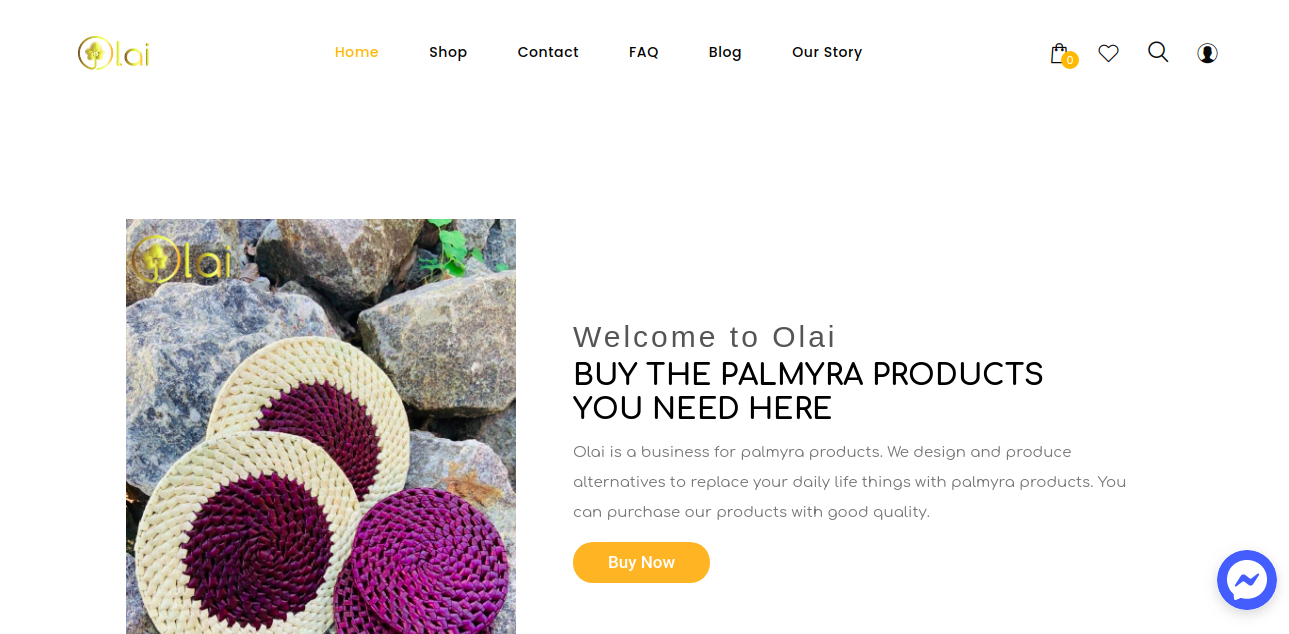 Olai
Home Shop Contact FAQ Blog Our Story
0
Olai
Welcome to Olai
BUY THE PALMYRA PRODUCTS
YOU NEED HERE
Olai is a business for palmyra products. We design and produce
alternatives to replace your daily life things with palmyra products. You
can purchase our products with good quality.
Buy Now